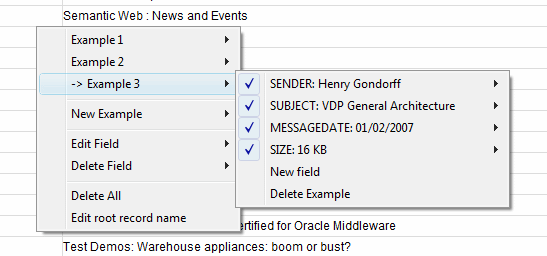 Semantic Web : News and Events
Example 1
Example 2
-> Example 3
New Example
Edit Field
Delete Field
Delete All
Edit root record name
SENDER: Henry Gondorff
SUBJECT: VDP General Architecture
MESSAGEDATE: 01/02/2007
SIZE: 16 KB
New field
Delete Example
ertified for Oracle Middleware
Test Demos: Warehouse appliances: boom or bust?